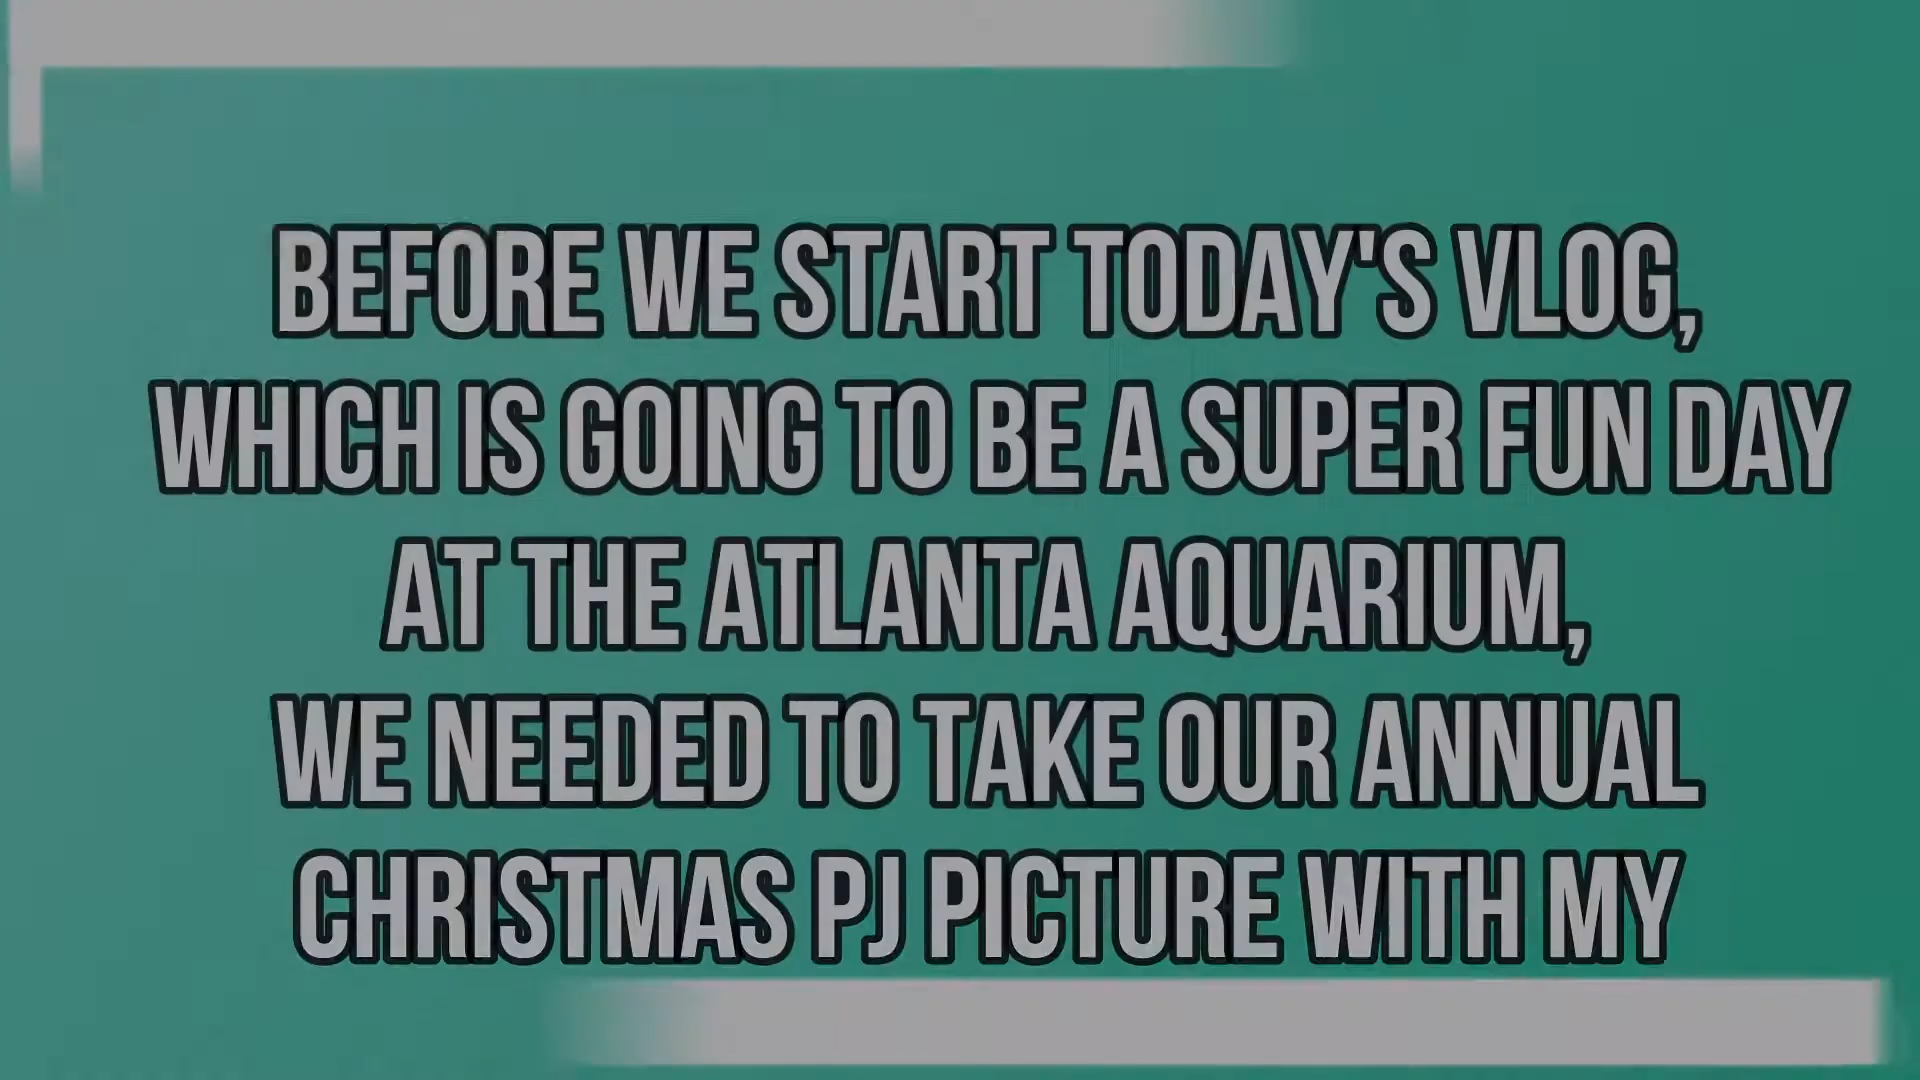 BEFORE WE START TODAY'S VLOG,
WHICH IS GOING TO BE A SUPER FUN DAY
AT THE ATLANTA AQUARIUM,
WE NEEDED TO TAKE OUR ANNUAL
CHRISTMAS PJ PICTURE WITH MY